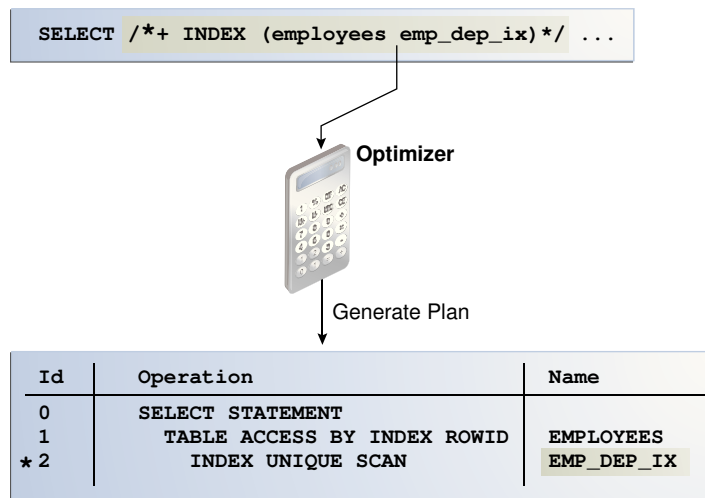 SELECT /*+ INDEX (employees emp_dep_ix)*/ ...
Optimizer
Generate Plan
Id Operation Name
0 SELECT STATEMENT
1 TABLE ACCESS BY INDEX ROWID EMPLOYEES
* 2 INDEX UNIQUE SCAN EMP_DEP_IX